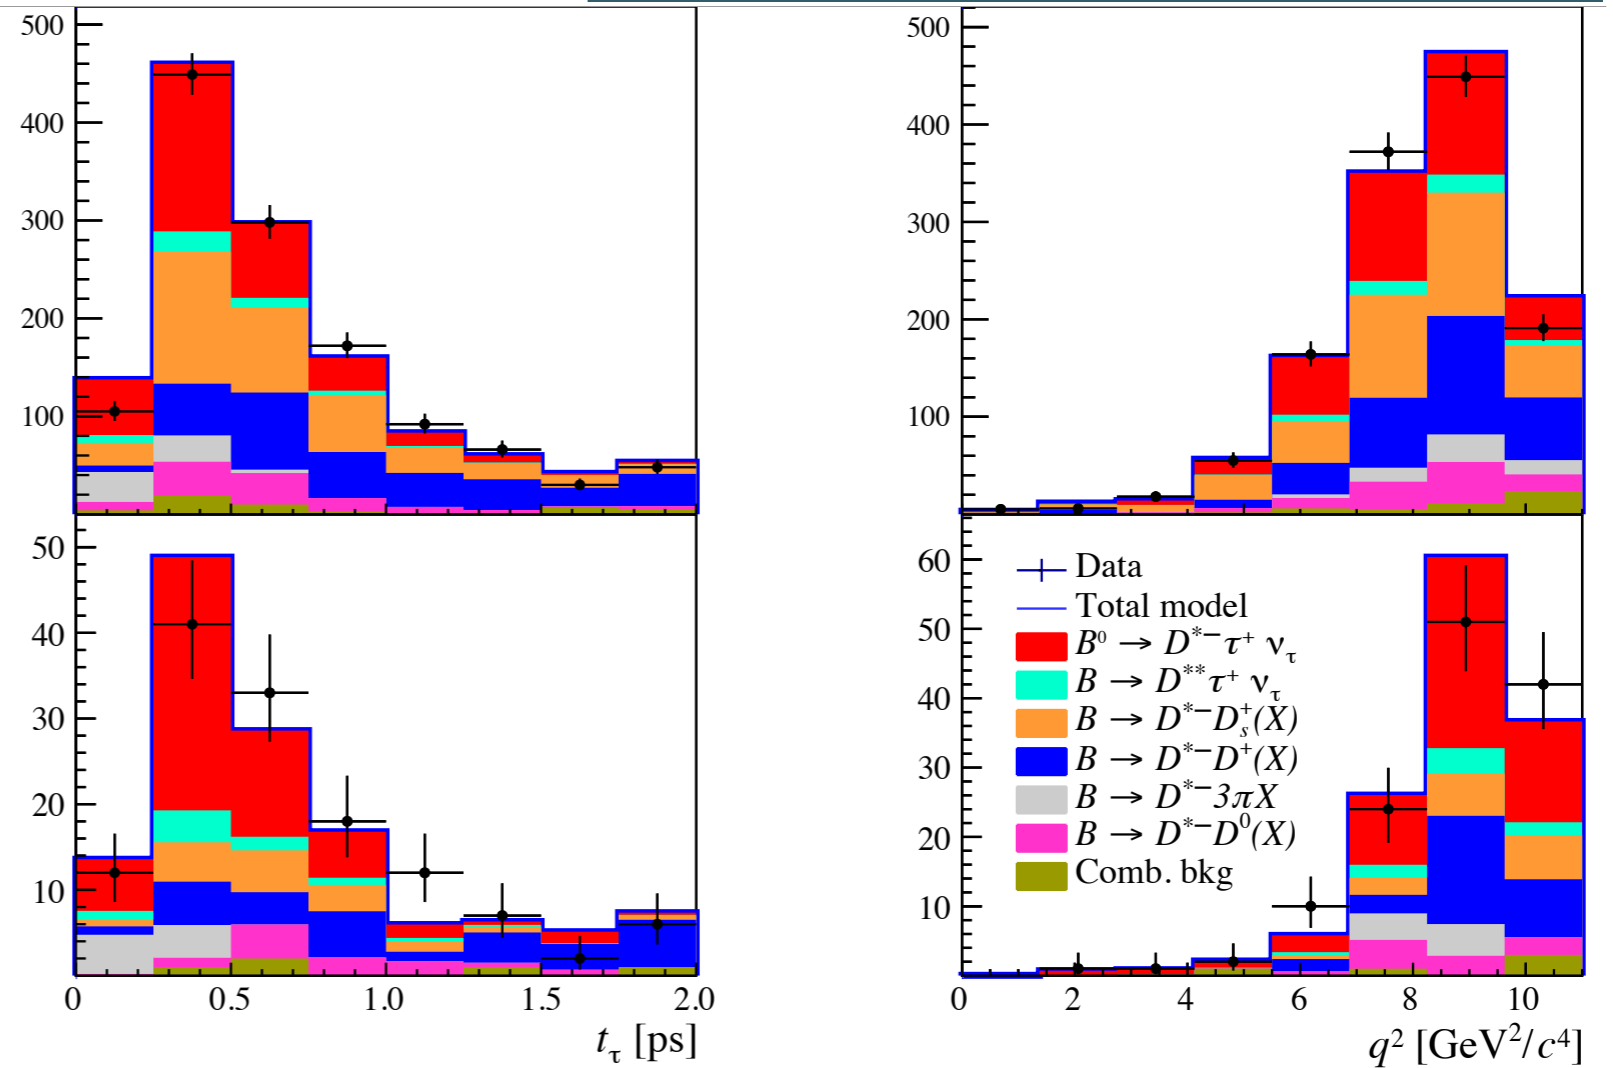 500
400
300
200
100
500
400
300
200
100
50
40
30
20
10
0 0.5 1.0 1.5 2.0
t_τ [ps]
60
50
40
30
20
10
Data
Total model
B⁰ → D*⁻ τ⁺ ν_τ
B → D** τ⁺ ν_τ
B → D*⁻ D_s⁺(X)
B → D*⁻ D⁺(X)
B → D*⁻ 3πX
B → D*⁻ D⁰(X)
Comb. bkg
0 2 4 6 8 10
q² [GeV²/c⁴]